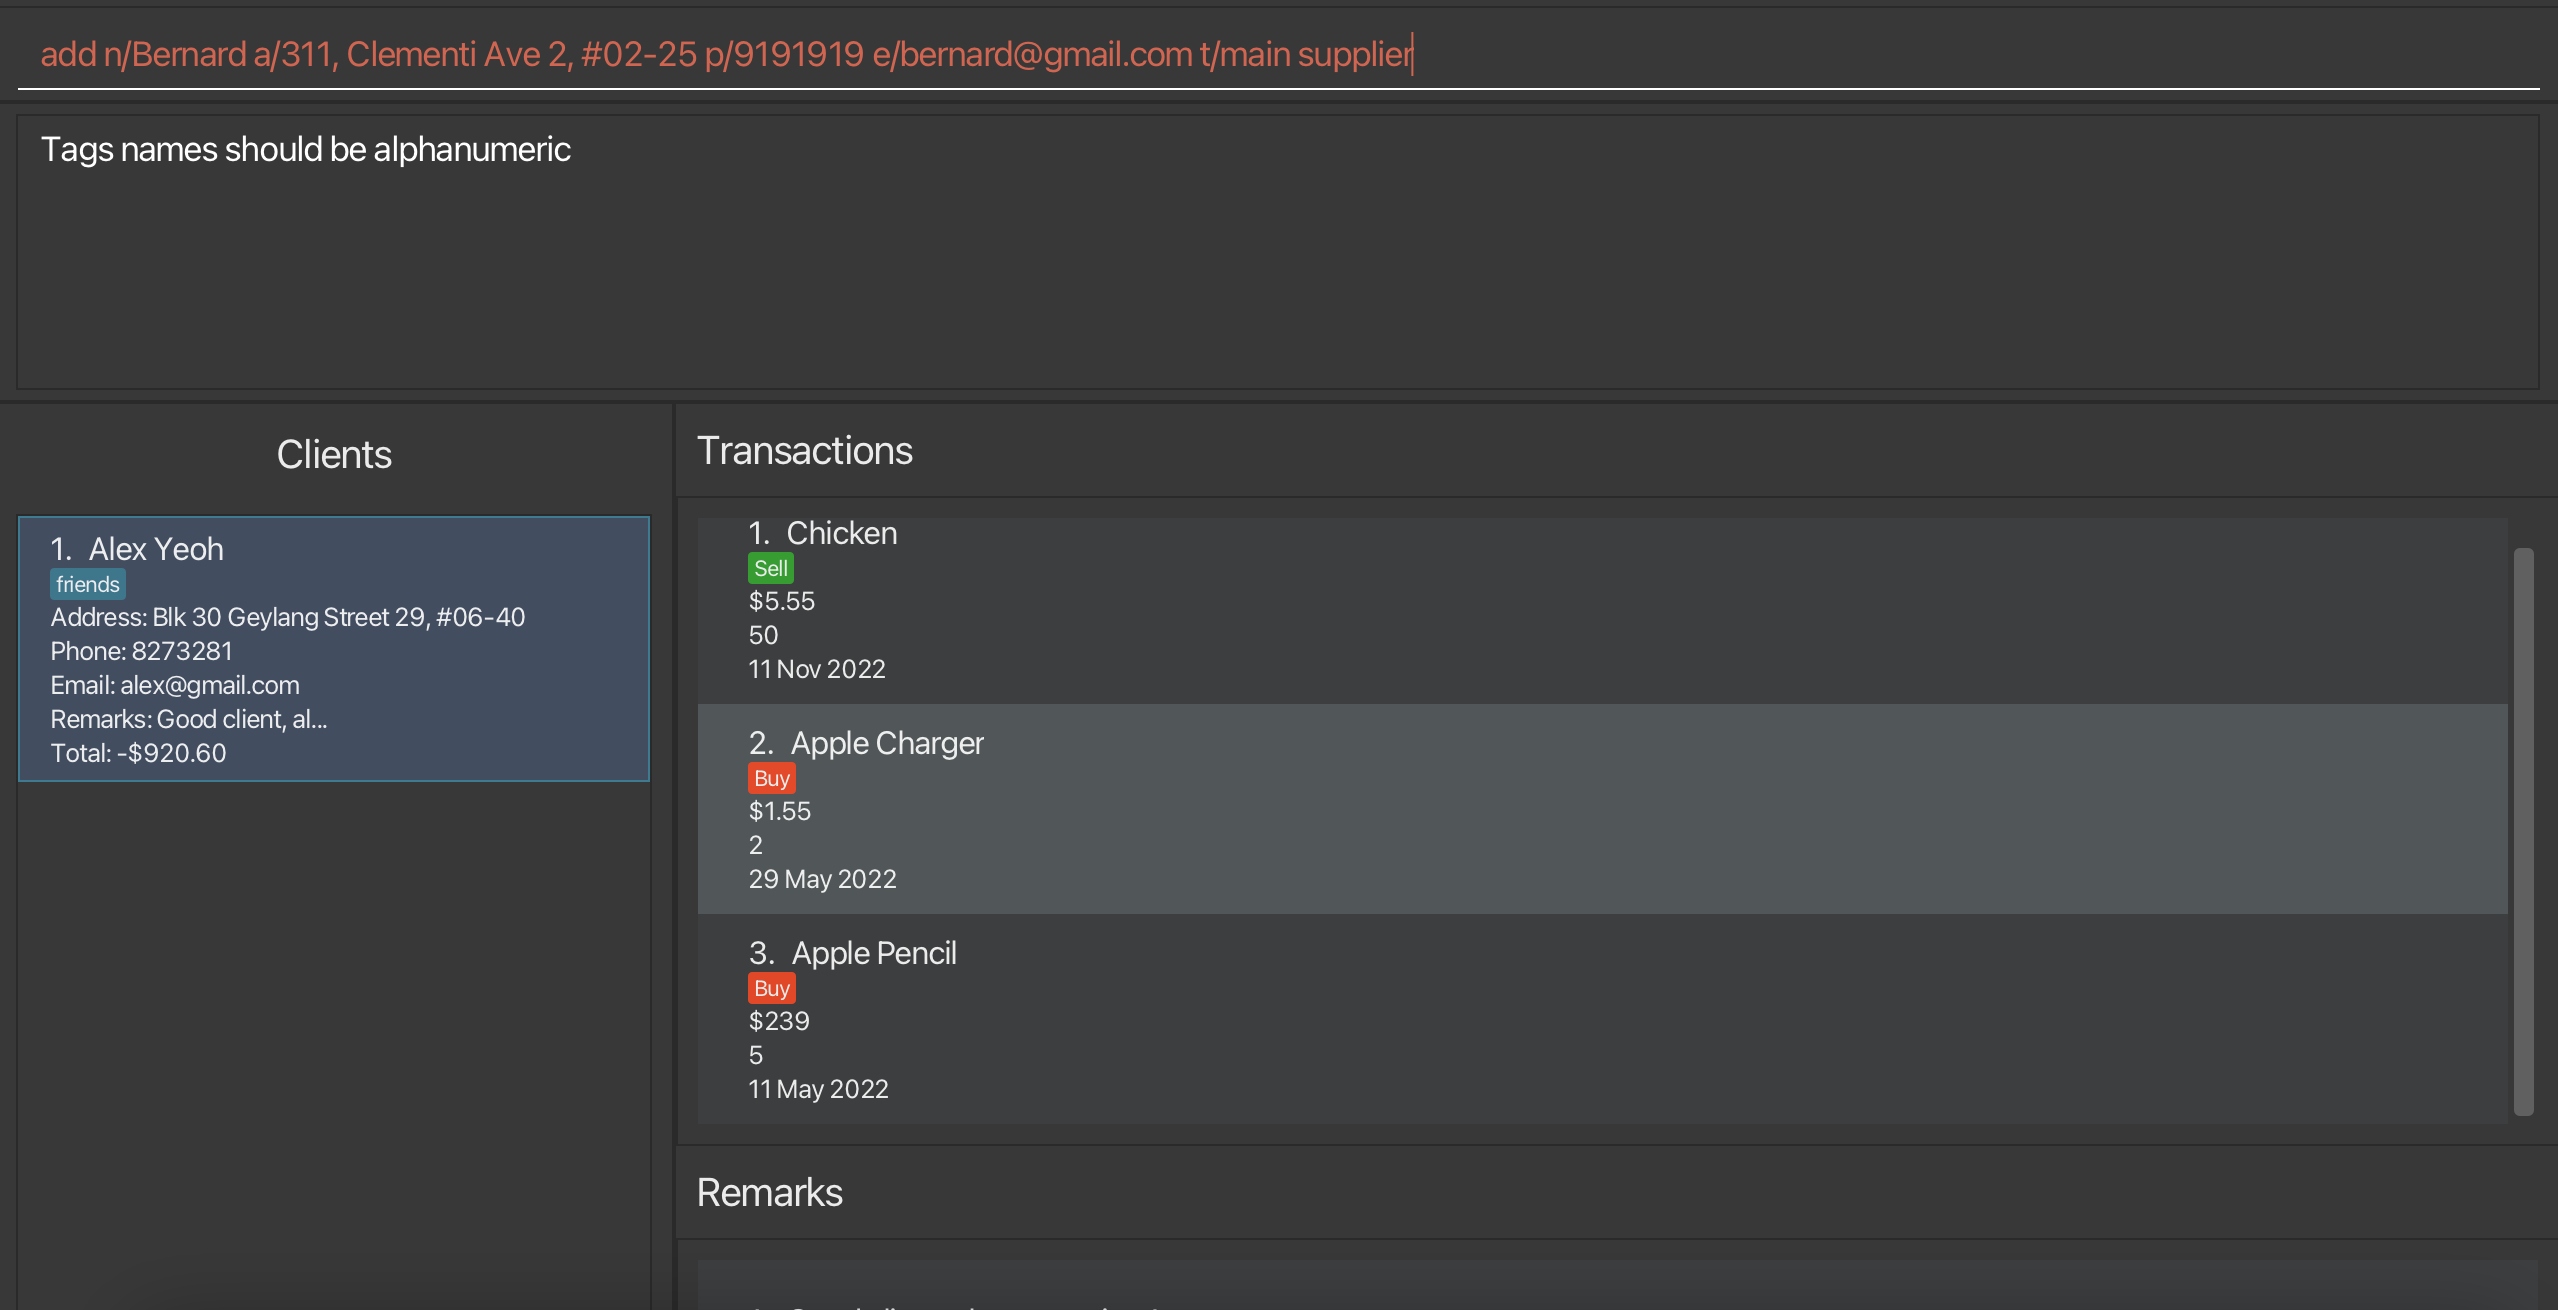 add n/Bernard a/311, Clementi Ave 2, #02-25 p/9191919 e/bernard@gmail.com t/main supplier
Tags names should be alphanumeric
Clients
1. Alex Yeoh
friends
Address: Blk 30 Geylang Street 29, #06-40
Phone: 8273281
Email: alex@gmail.com
Remarks: Good client, al...
Total: -$920.60
Transactions
1. Chicken
Sell
$5.55
50
11 Nov 2022
2. Apple Charger
Buy
$1.55
2
29 May 2022
3. Apple Pencil
Buy
$239
5
11 May 2022
Remarks